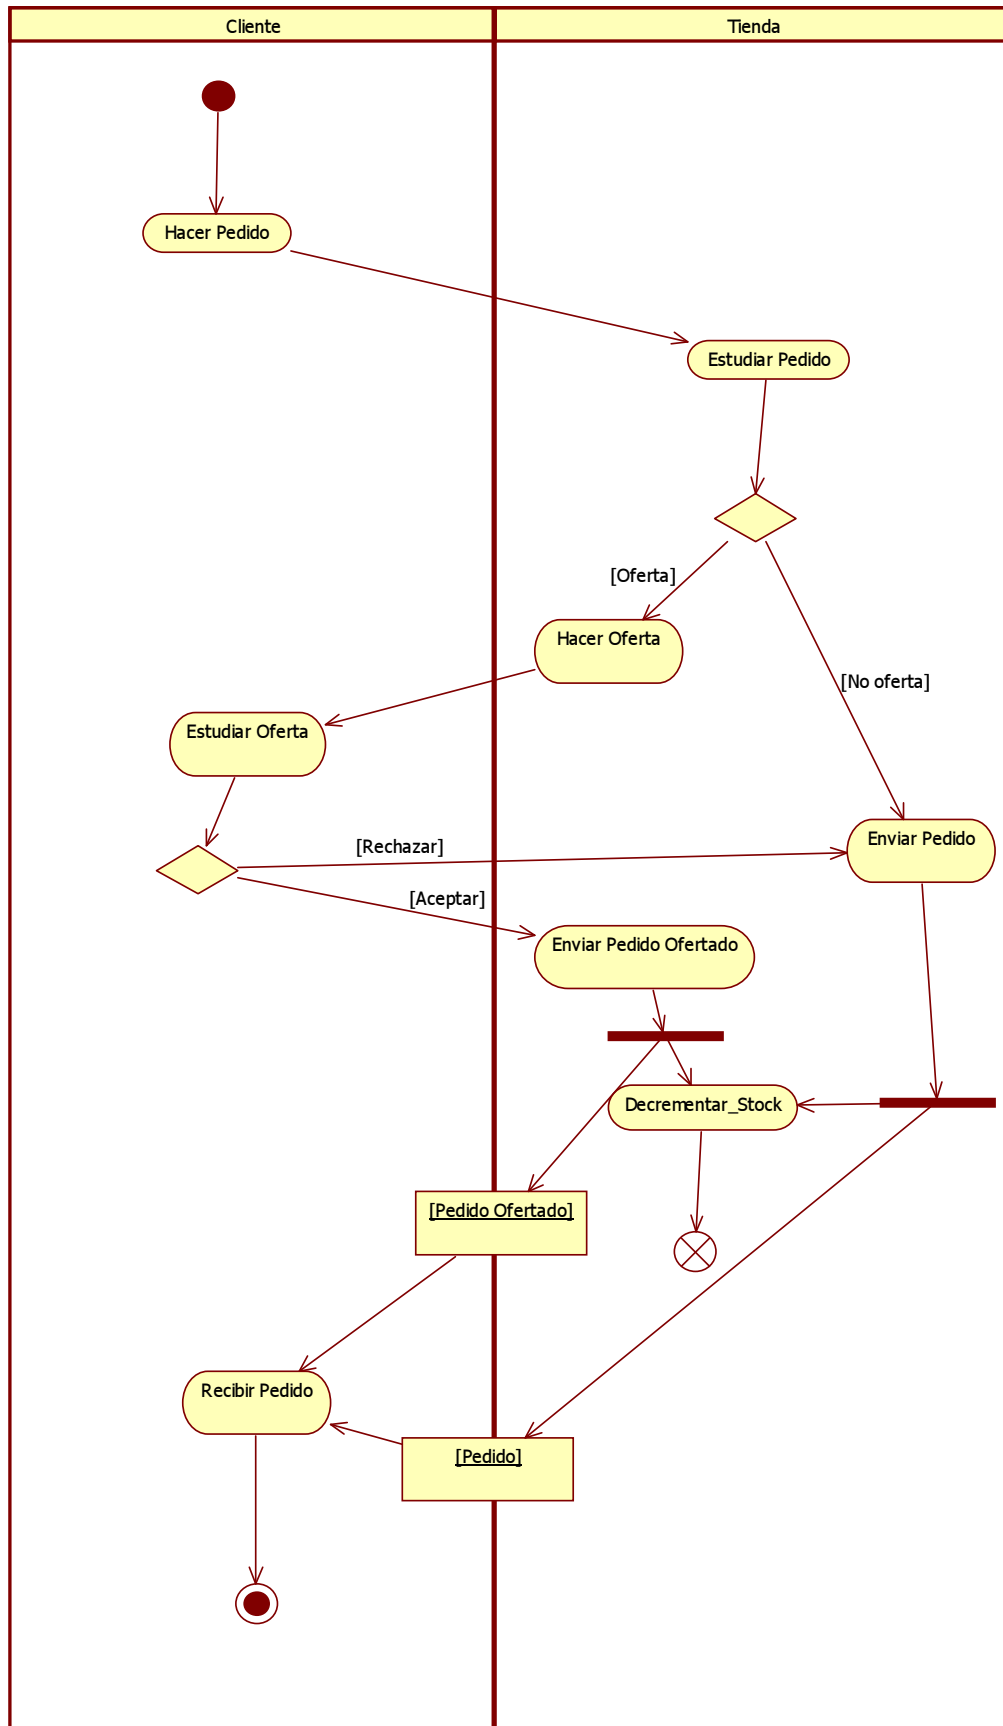 Cliente
Tienda
Hacer Pedido
Estudiar Pedido
[Oferta]
Hacer Oferta
[No oferta]
Estudiar Oferta
Enviar Pedido
[Rechazar]
[Aceptar]
Enviar Pedido Ofertado
Decrementar_Stock
[Pedido Ofertado]
Recibir Pedido
[Pedido]